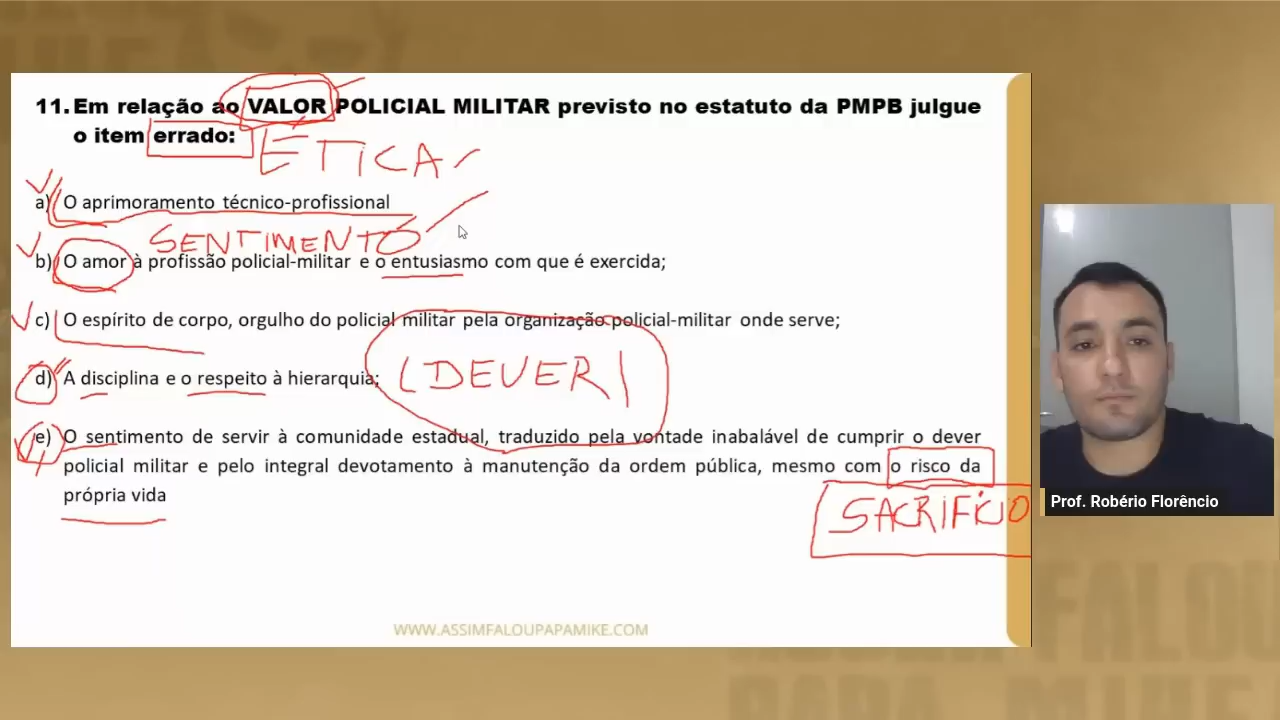 11. Em relação ao VALOR POLICIAL MILITAR previsto no estatuto da PMPB julgue
o item errado:
ÉTICA
a) O aprimoramento técnico-profissional
SENTIMENTO
b) O amor à profissão policial-militar e o entusiasmo com que é exercida;
c) O espírito de corpo, orgulho do policial militar pela organização policial-militar onde serve;
d) A disciplina e o respeito à hierarquia;
(DEVER)
e) O sentimento de servir à comunidade estadual, traduzido pela vontade inabalável de cumprir o dever
policial militar e pelo integral devotamento à manutenção da ordem pública, mesmo com o risco da
própria vida
SACRIFÍCIO
Prof. Robério Florêncio
WWW.ASSIMFALOUPAPAMIKE.COM